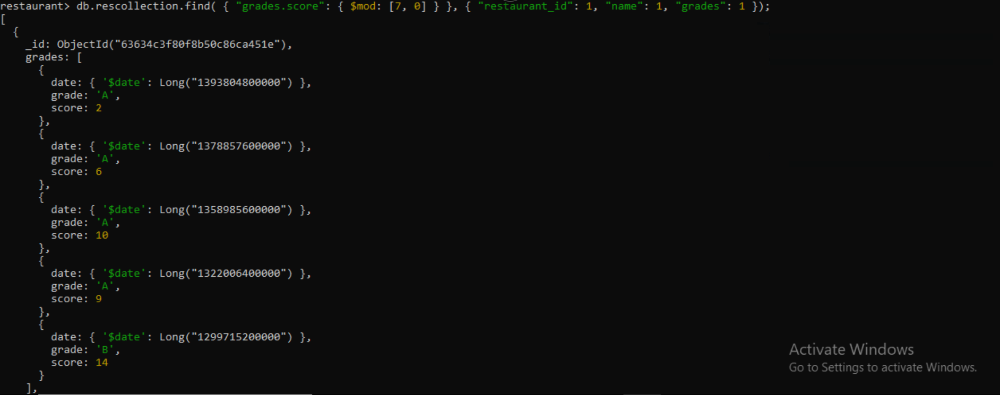 restaurant> db.rescollection.find( { "grades.score": { $mod: [7, 0] } }, { "restaurant_id": 1, "name": 1, "grades": 1 });
[
  {
    _id: ObjectId("63634c3f80f8b50c86ca451e"),
    grades: [
      {
        date: { '$date': Long("1393804800000") },
        grade: 'A',
        score: 2
      },
      {
        date: { '$date': Long("1378857600000") },
        grade: 'A',
        score: 6
      },
      {
        date: { '$date': Long("1358985600000") },
        grade: 'A',
        score: 10
      },
      {
        date: { '$date': Long("1322006400000") },
        grade: 'A',
        score: 9
      },
      {
        date: { '$date': Long("1299715200000") },
        grade: 'B',
        score: 14
      }
    ],
Activate Windows
Go to Settings to activate Windows.